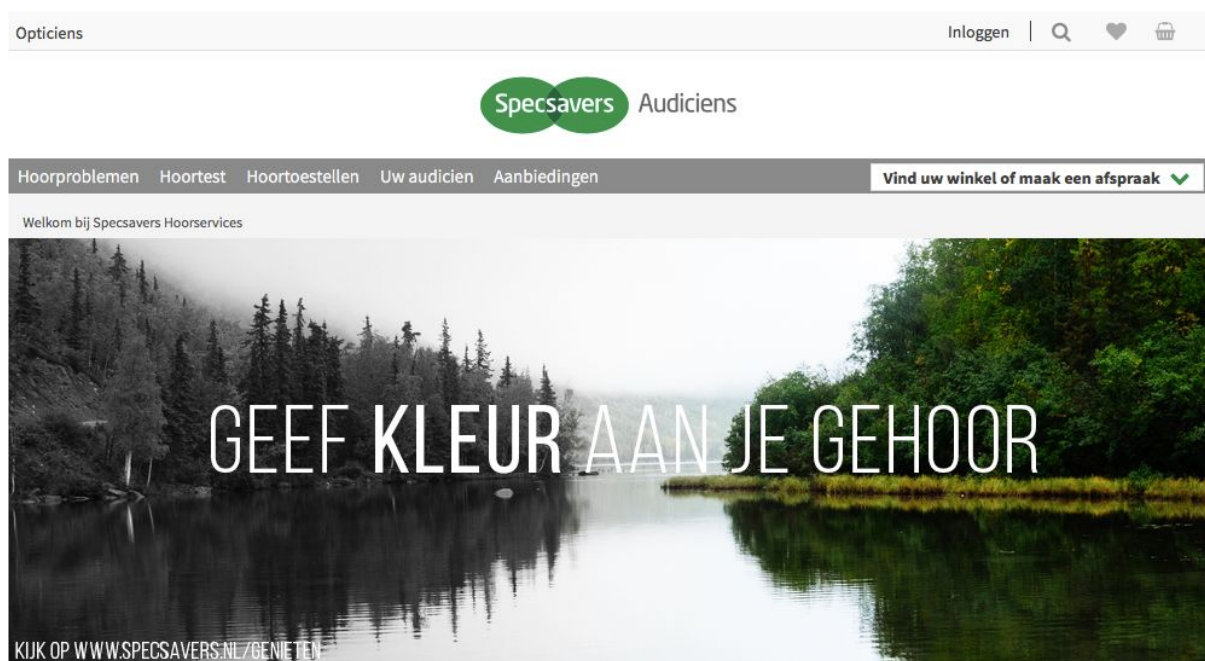 Opticiens Inloggen
Specsavers Audiciens
Hoorproblemen Hoortest Hoortoestellen Uw audicien Aanbiedingen Vind uw winkel of maak een afspraak
Welkom bij Specsavers Hoorservices
GEEF KLEUR AAN JE GEHOOR
KIJK OP WWW.SPECSAVERS.NL/GENIETEN